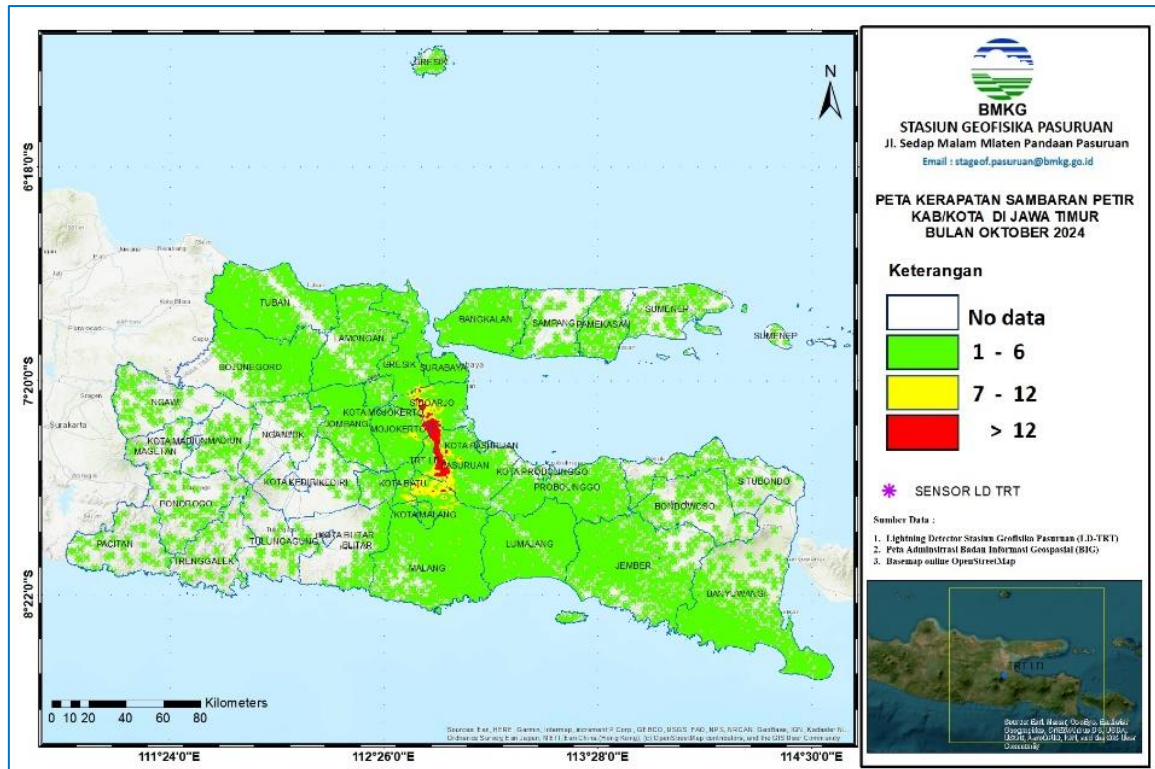 GRESIK
N
6°18'0"S
TUBAN
LAMONGAN
BANGKALAN
SAMPANG
PAMEKASAN
SUMENEP
SUMENEP
BOJONEGORO
GRESIK
SURABAYA
7°20'0"S
NGAWI
SIDOARJO
KOTA MOJOKERTO
JOMBANG
MOJOKERTO
KOTA MADIUN
MADIUN
NGANJUK
KOTA PASURUAN
MAGETAN
PASURUAN
KOTA PROBOLINGGO
PROBOLINGGO
SITUBONDO
KOTA KEDIRI
KEDIRI
KOTA BATU
BONDOWOSO
PONOROGO
KOTA MALANG
PACITAN
TRENGGALEK
TULUNGAGUNG
KOTA BLITAR
BLITAR
MALANG
LUMAJANG
JEMBER
BANYUWANGI
Surakarta
8°22'0"S
Kilometers
0 10 20 40 60 80
111°24'0"E
112°26'0"E
113°28'0"E
114°30'0"E
BMKG
STASIUN GEOFISIKA PASURUAN
Jl. Sedap Malam Mlaten Pandaan Pasuruan
Email : stageof.pasuruan@bmkg.go.id
PETA KERAPATAN SAMBARAN PETIR
KAB/KOTA DI JAWA TIMUR
BULAN OKTOBER 2024
Keterangan
No data
1 - 6
7 - 12
> 12
SENSOR LD TRT
Sumber Data :
1. Lightning Detector Stasiun Geofisika Pasuruan (LD-TRT)
2. Peta Adminsitrasi Badan Informasi Geospasial (BIG)
3. Basemap online OpenStreetMap